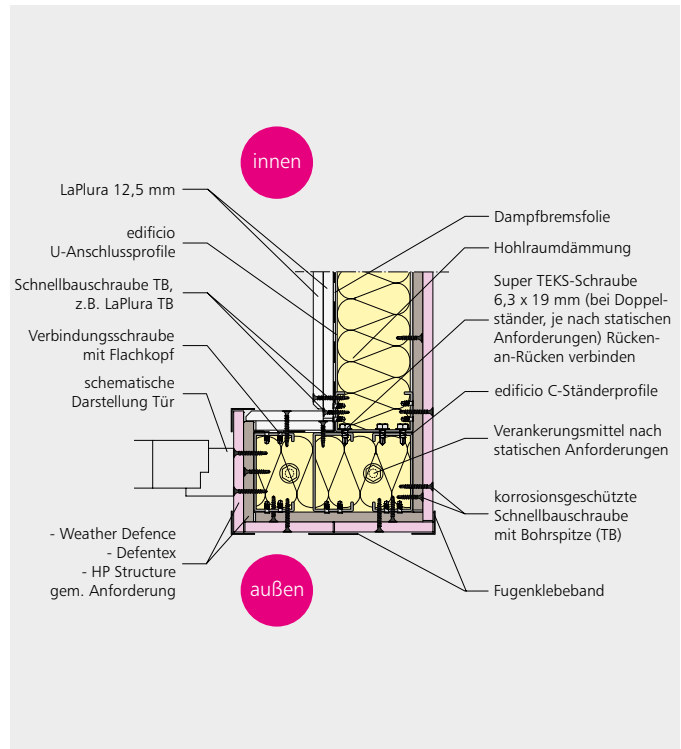 innen
LaPlura 12,5 mm
edificio
U-Anschlussprofile
Schnellbauschraube TB,
z.B. LaPlura TB
Verbindungsschraube
mit Flachkopf
schematische
Darstellung Tür
- Weather Defence
- Defentex
- HP Structure
gem. Anforderung
Dampfbremsfolie
Hohlraumdämmung
Super TEKS-Schraube
6,3 x 19 mm (bei Doppel-
ständer, je nach statischen
Anforderungen) Rücken-
an-Rücken verbinden
edificio C-Ständerprofile
Verankerungsmittel nach
statischen Anforderungen
korrosionsgeschützte
Schnellbauschraube
mit Bohrspitze (TB)
Fugenklebeband
außen